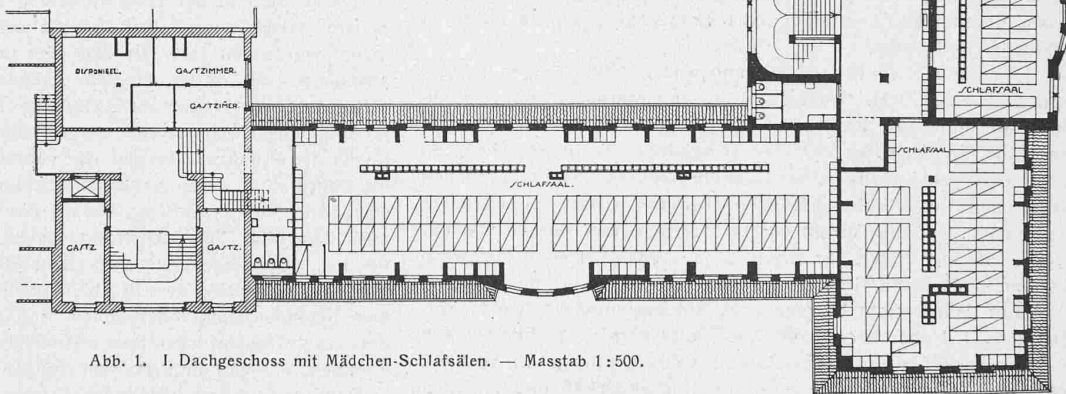 DISPONIBEL.
GASTZIMMER.
GASTZIMER.
SCHLAFSAAL
SCHLAFSAAL
SCHLAFSAAL.
GASTZ.
GASTZ.
Abb. 1. I. Dachgeschoss mit Mädchen-Schlafsälen. — Masstab 1:500.